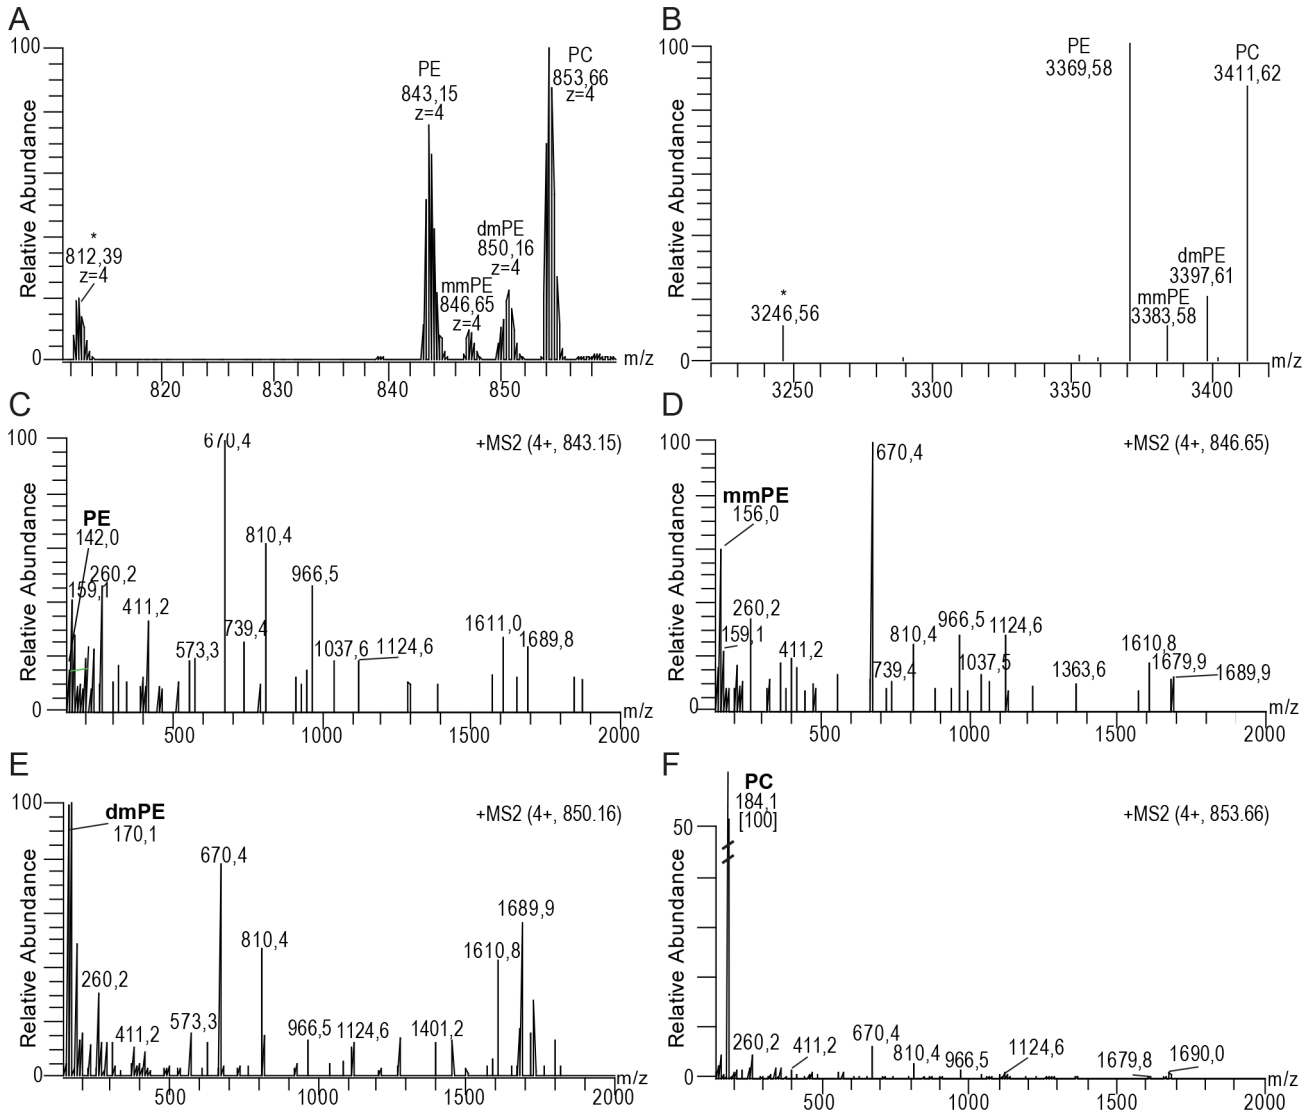 A
100
Relative Abundance
0
*
812,39
z=4
PE
843,15
z=4
mmPE
846,65
z=4
dmPE
850,16
z=4
PC
853,66
z=4
820
830
840
850
m/z
B
100
Relative Abundance
0
*
3246,56
PE
3369,58
mmPE
3383,58
dmPE
3397,61
PC
3411,62
3250
3300
3350
3400
m/z
C
100
Relative Abundance
0
+MS2 (4+, 843.15)
PE
142,0
159,1
260,2
411,2
573,3
670,4
739,4
810,4
966,5
1037,6
1124,6
1611,0
1689,8
500
1000
1500
2000
m/z
D
100
Relative Abundance
0
+MS2 (4+, 846.65)
mmPE
156,0
159,1
260,2
411,2
670,4
739,4
810,4
966,5
1037,5
1124,6
1363,6
1610,8
1679,9
1689,9
500
1000
1500
2000
m/z
E
100
Relative Abundance
0
+MS2 (4+, 850.16)
dmPE
170,1
260,2
411,2
573,3
670,4
810,4
966,5
1124,6
1401,2
1610,8
1689,9
500
1000
1500
2000
m/z
F
50
Relative Abundance
0
+MS2 (4+, 853.66)
PC
184,1
[100]
260,2
411,2
670,4
810,4
966,5
1124,6
1679,8
1690,0
500
1000
1500
2000
m/z